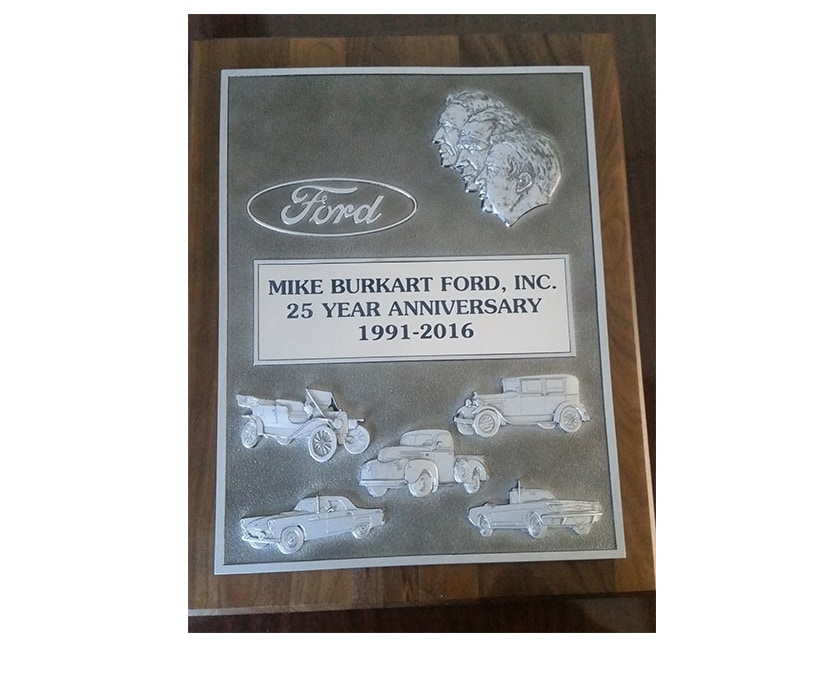 Ford
MIKE BURKART FORD, INC.
25 YEAR ANNIVERSARY
1991-2016